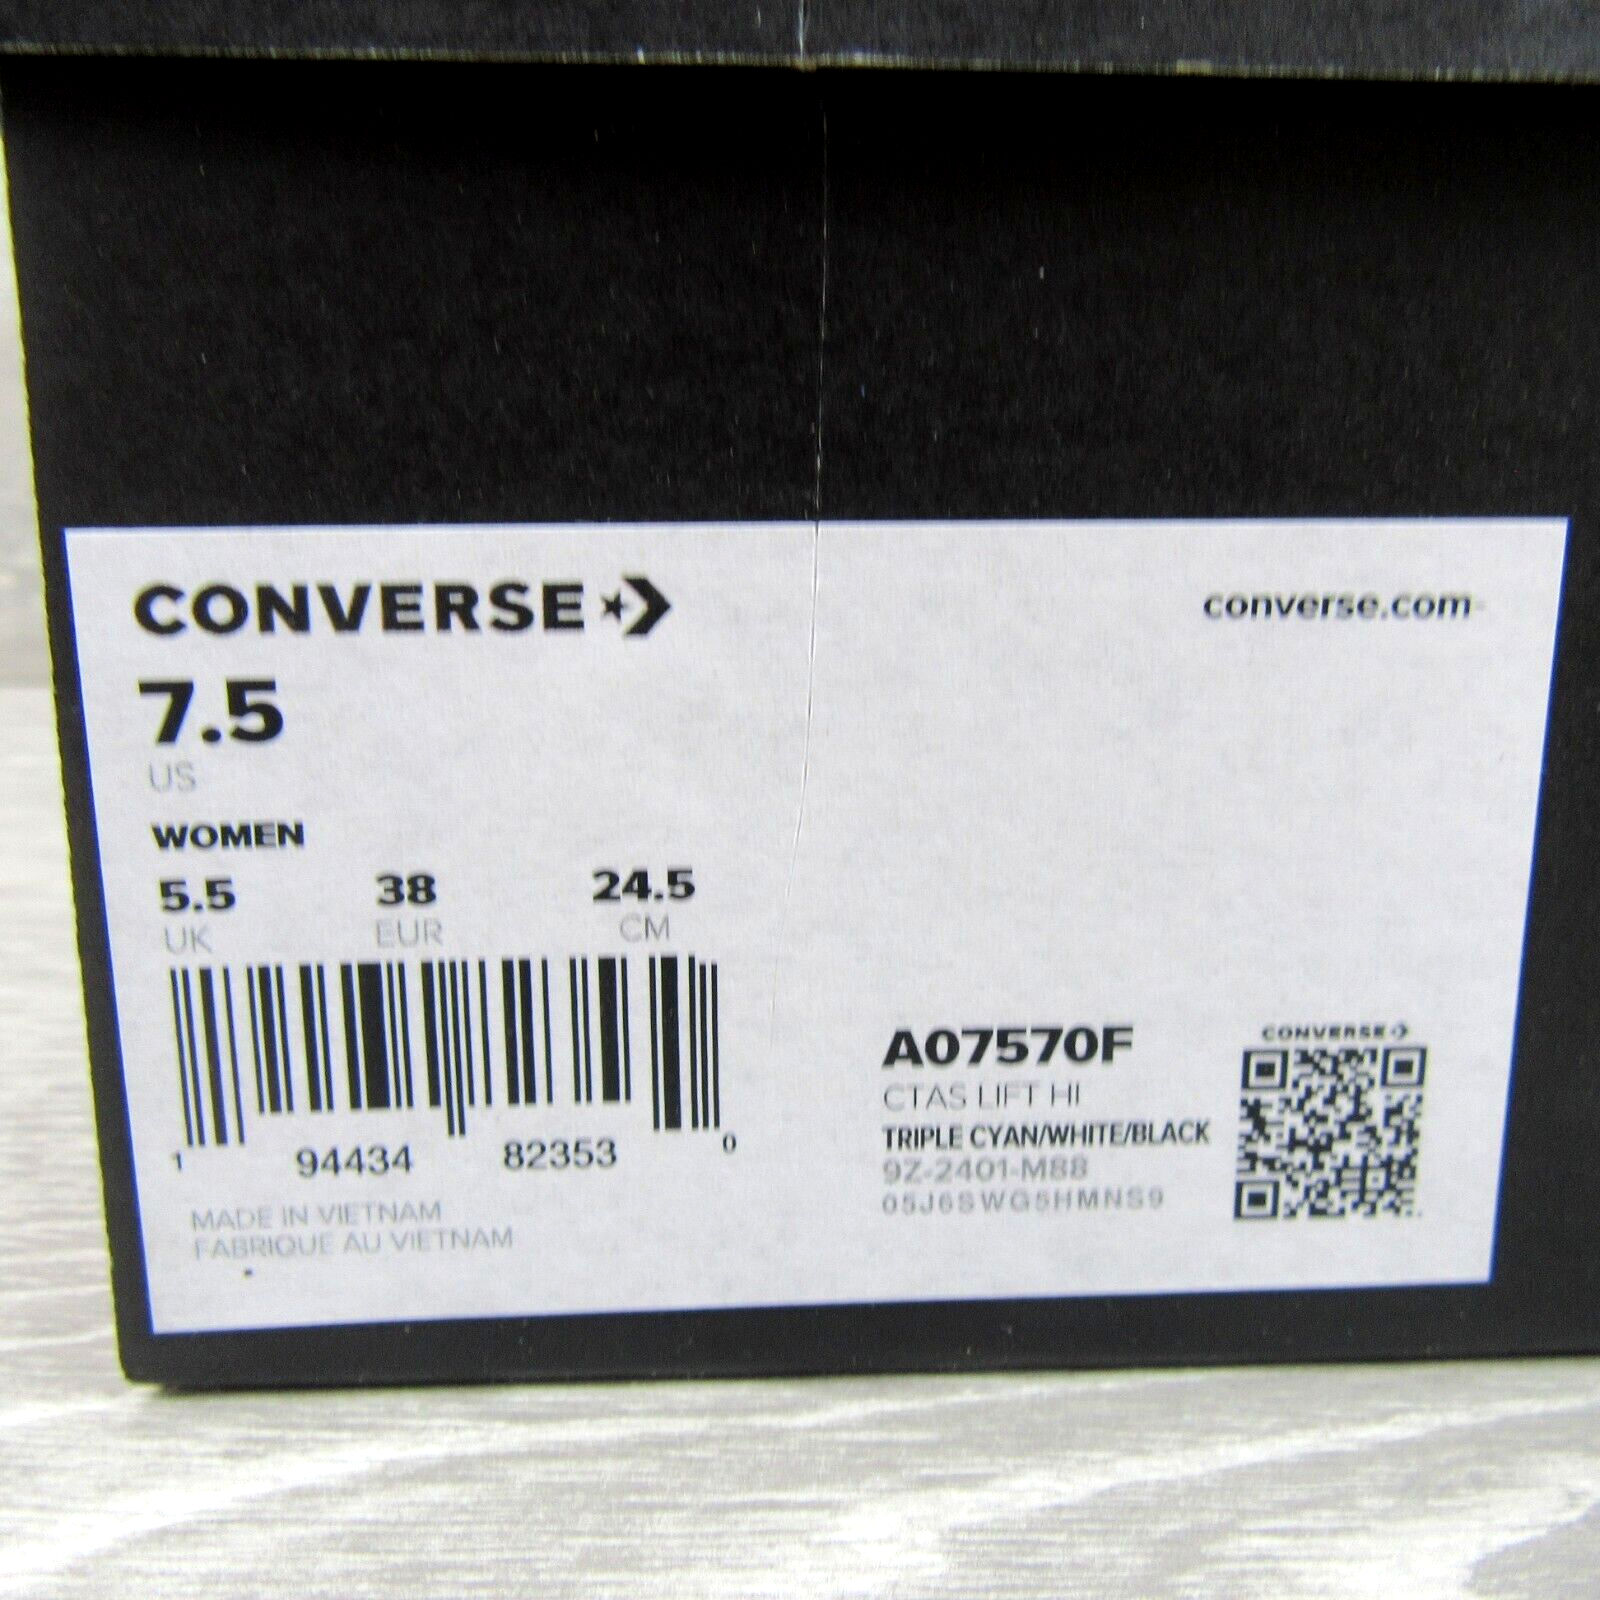 CONVERSE
converse.com
7.5
US
WOMEN
5.5 38 24.5
UK EUR CM
1 94434 82353 0
MADE IN VIETNAM
FABRIQUE AU VIETNAM
CONVERSE
A07570F
CTAS LIFT HI
TRIPLE CYAN/WHITE/BLACK
9Z-2401-M88
05J6SWG5HMNS9